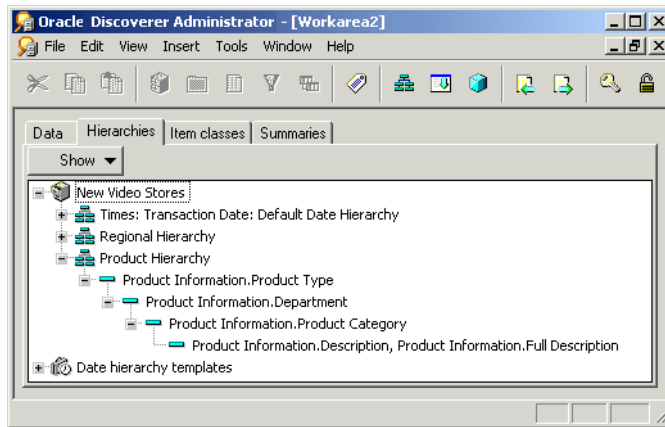 Oracle Discoverer Administrator - [Workarea2]
File Edit View Insert Tools Window Help
Data Hierarchies Item classes Summaries
Show
New Video Stores
Times: Transaction Date: Default Date Hierarchy
Regional Hierarchy
Product Hierarchy
Product Information.Product Type
Product Information.Department
Product Information.Product Category
Product Information.Description, Product Information.Full Description
Date hierarchy templates